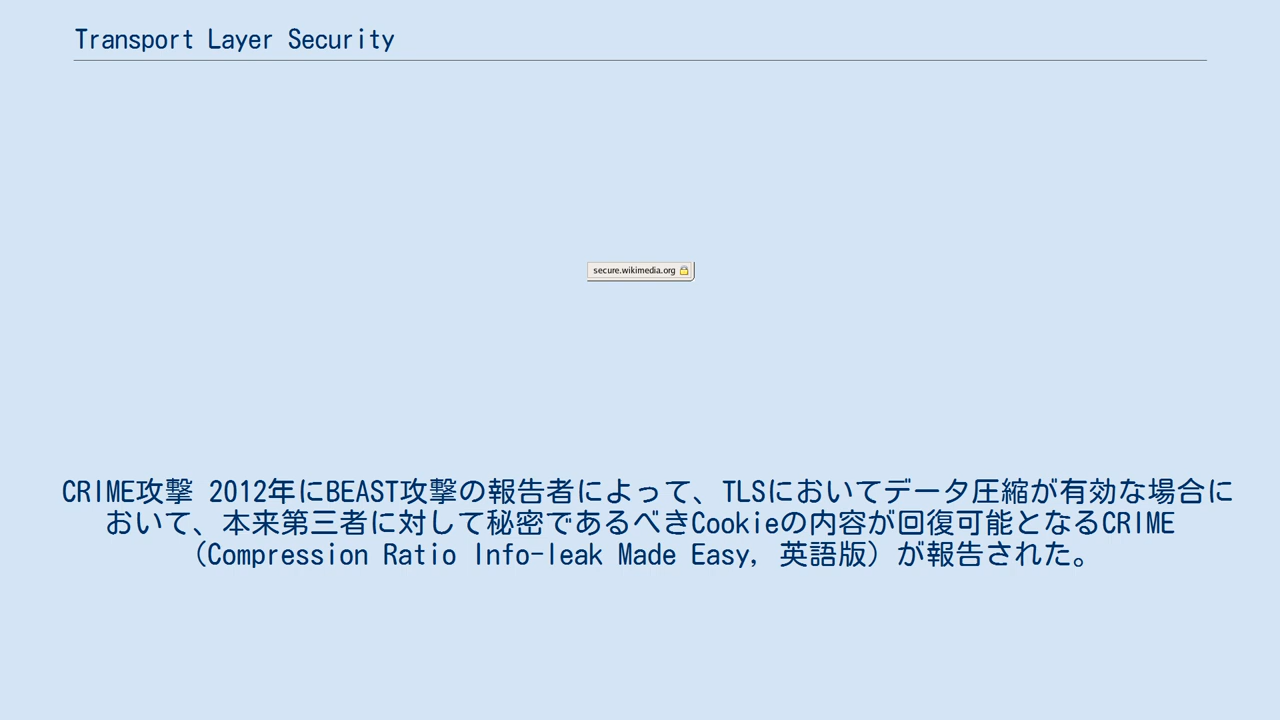 Transport Layer Security
secure.wikimedia.org
CRIME攻撃 2012年にBEAST攻撃の報告者によって、TLSにおいてデータ圧縮が有効な場合に
おいて、本来第三者に対して秘密であるべきCookieの内容が回復可能となるCRIME
（Compression Ratio Info-leak Made Easy, 英語版）が報告された。